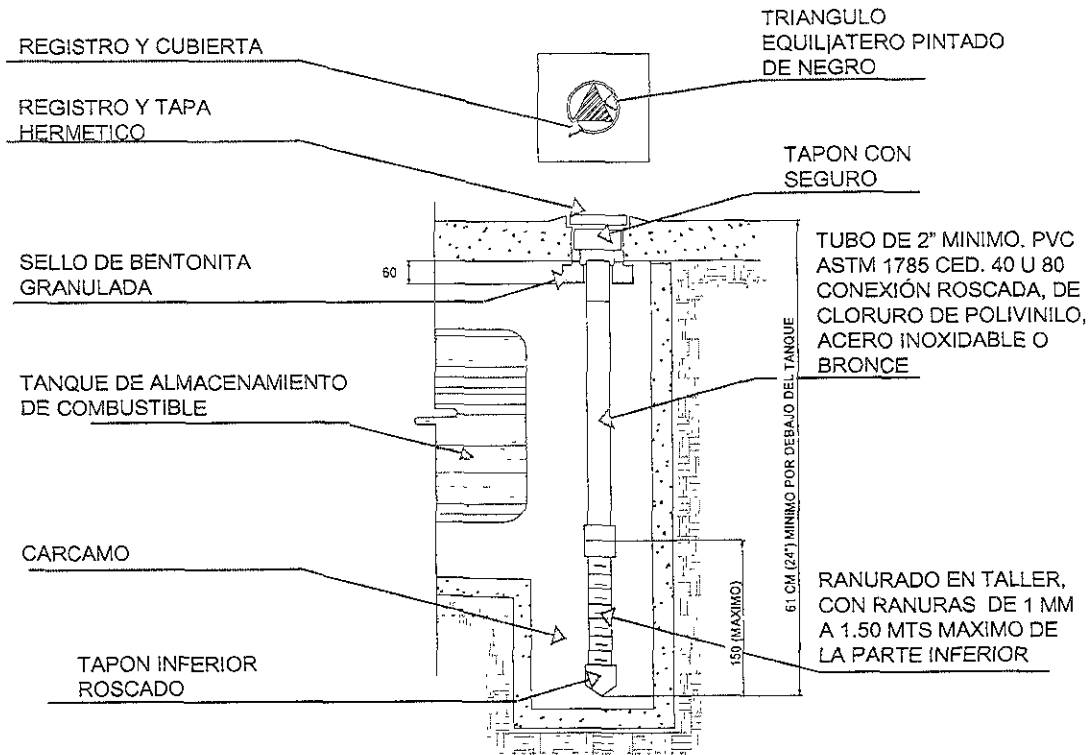 REGISTRO Y CUBIERTA
REGISTRO Y TAPA
HERMETICO
SELLO DE BENTONITA
GRANULADA
60
TANQUE DE ALMACENAMIENTO
DE COMBUSTIBLE
CARCAMO
TAPON INFERIOR
ROSCADO
TRIANGULO
EQUILIATERO PINTADO
DE NEGRO
TAPON CON
SEGURO
TUBO DE 2" MINIMO. PVC
ASTM 1785 CED. 40 U 80
CONEXIÓN ROSCADA, DE
CLORURO DE POLIVINILO,
ACERO INOXIDABLE O
BRONCE
61 CM (24") MINIMO POR DEBAJO DEL TANQUE
150 (MAXIMO)
RANURADO EN TALLER,
CON RANURAS DE 1 MM
A 1.50 MTS MAXIMO DE
LA PARTE INFERIOR